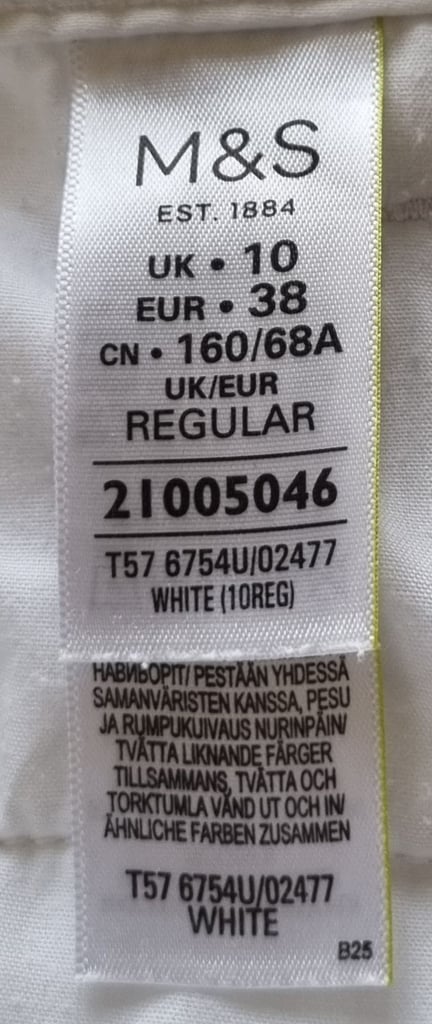 M&S
EST. 1884
UK • 10
EUR • 38
CN • 160/68A
UK/EUR
REGULAR
21005046
T57 6754U/02477
WHITE (10REG)
НАВИВОРІТ/ PESTÄÄN YHDESSÄ
SAMANVÄRISTEN KANSSA, PESU
JA RUMPUKUIVAUS NURINPÄIN/
TVÄTTA LIKNANDE FÄRGER
TILLSAMMANS, TVÄTTA OCH
TORKTUMLA VÄND UT OCH IN/
ÄHNLICHE FARBEN ZUSAMMEN
T57 6754U/02477
WHITE
B25